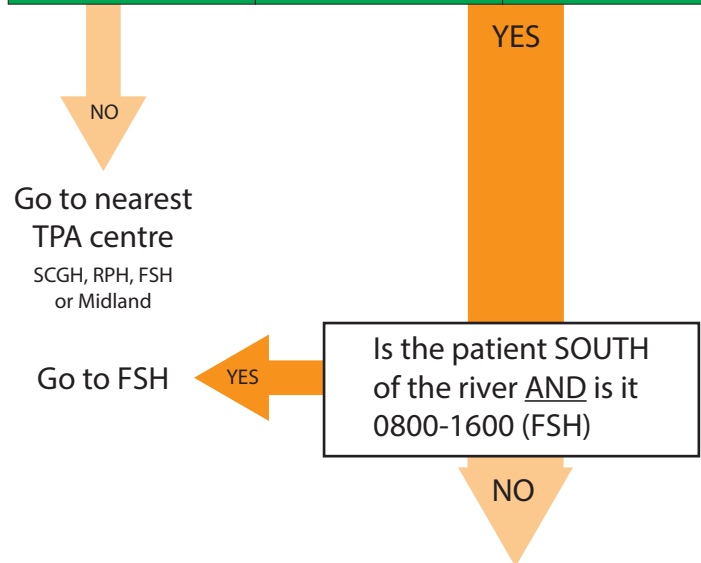 YES
NO
Go to nearest
TPA centre
SCGH, RPH, FSH
or Midland
Go to FSH
YES
Is the patient SOUTH
of the river AND is it
0800-1600 (FSH)
NO